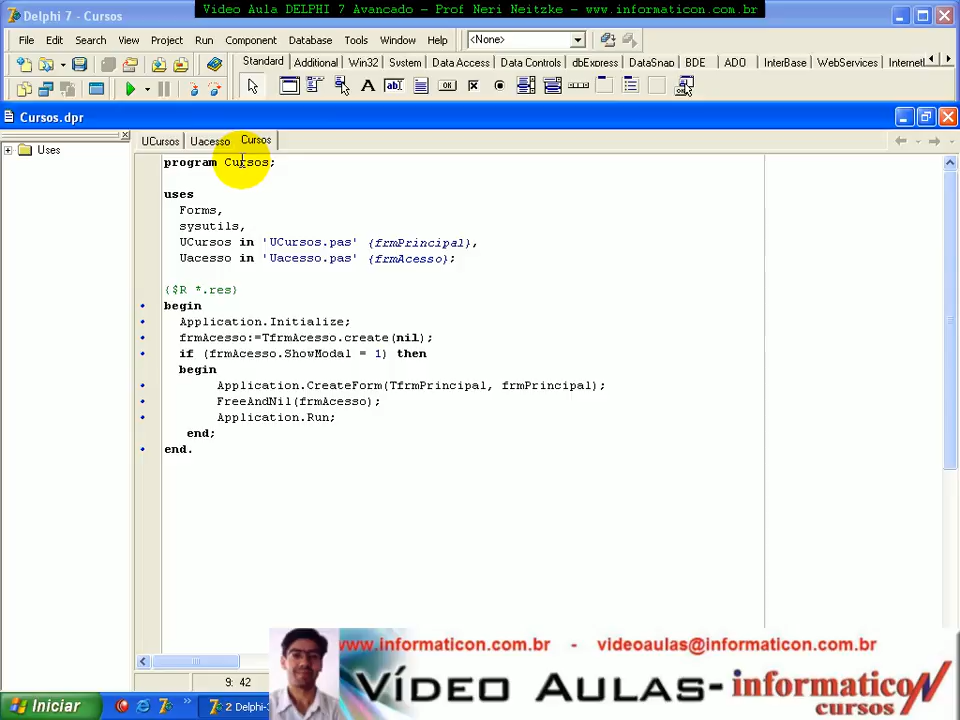 Video Aula DELPHI 7 Avancado – Prof Neri Neitzke – www.informaticon.com.br
Delphi 7 - Cursos
File Edit Search View Project Run Component Database Tools Window Help <None>
Standard Additional Win32 System Data Access Data Controls dbExpress DataSnap BDE ADO InterBase WebServices Internet
Cursos.dpr
UCursos Uacesso Cursos
Uses
program Cursos;
uses
Forms,
sysutils,
UCursos in 'UCursos.pas' {frmPrincipal},
Uacesso in 'Uacesso.pas' {frmAcesso};
{$R *.res}
begin
Application.Initialize;
frmAcesso:=TfrmAcesso.create(nil);
if (frmAcesso.ShowModal = 1) then
begin
Application.CreateForm(TfrmPrincipal, frmPrincipal);
FreeAndNil(frmAcesso);
Application.Run;
end;
end.
www.informaticon.com.br - videoaulas@informaticon.com.br
VÍDEO AULAS-informaticoN
cursos
9: 42
Iniciar
2 Delphi-